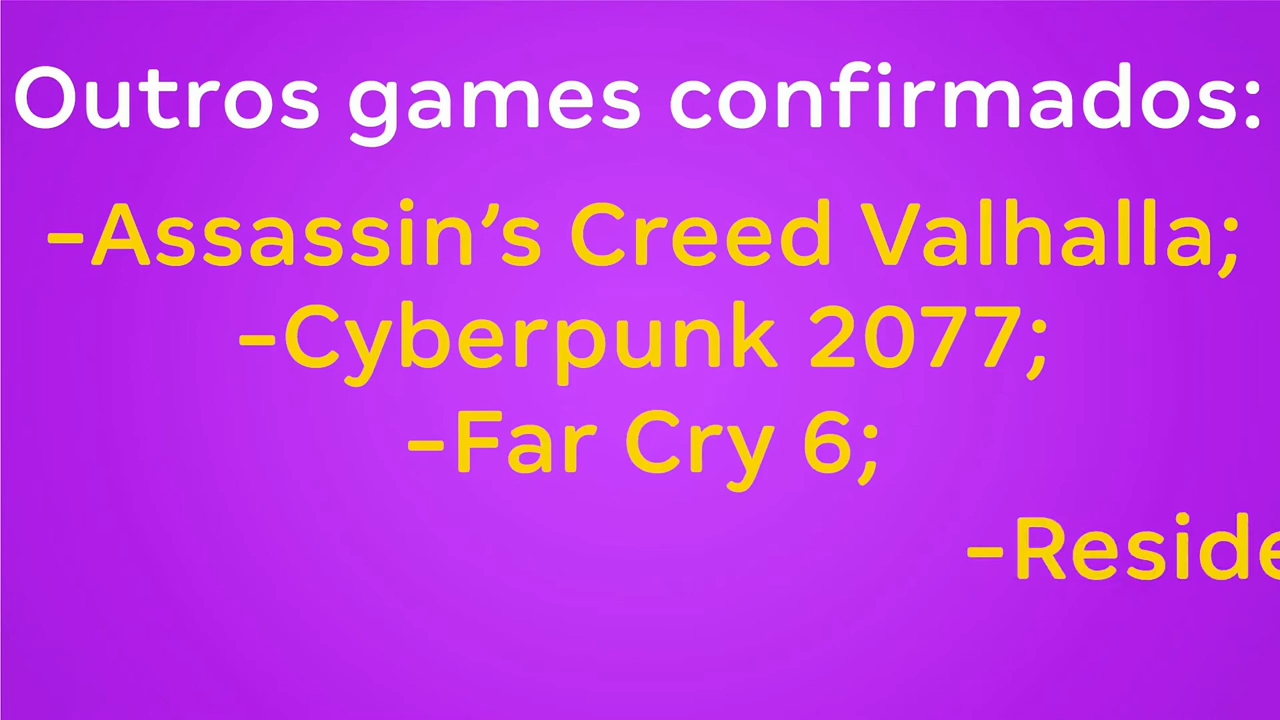 Outros games confirmados:
-Assassin’s Creed Valhalla;
-Cyberpunk 2077;
-Far Cry 6;
-Reside